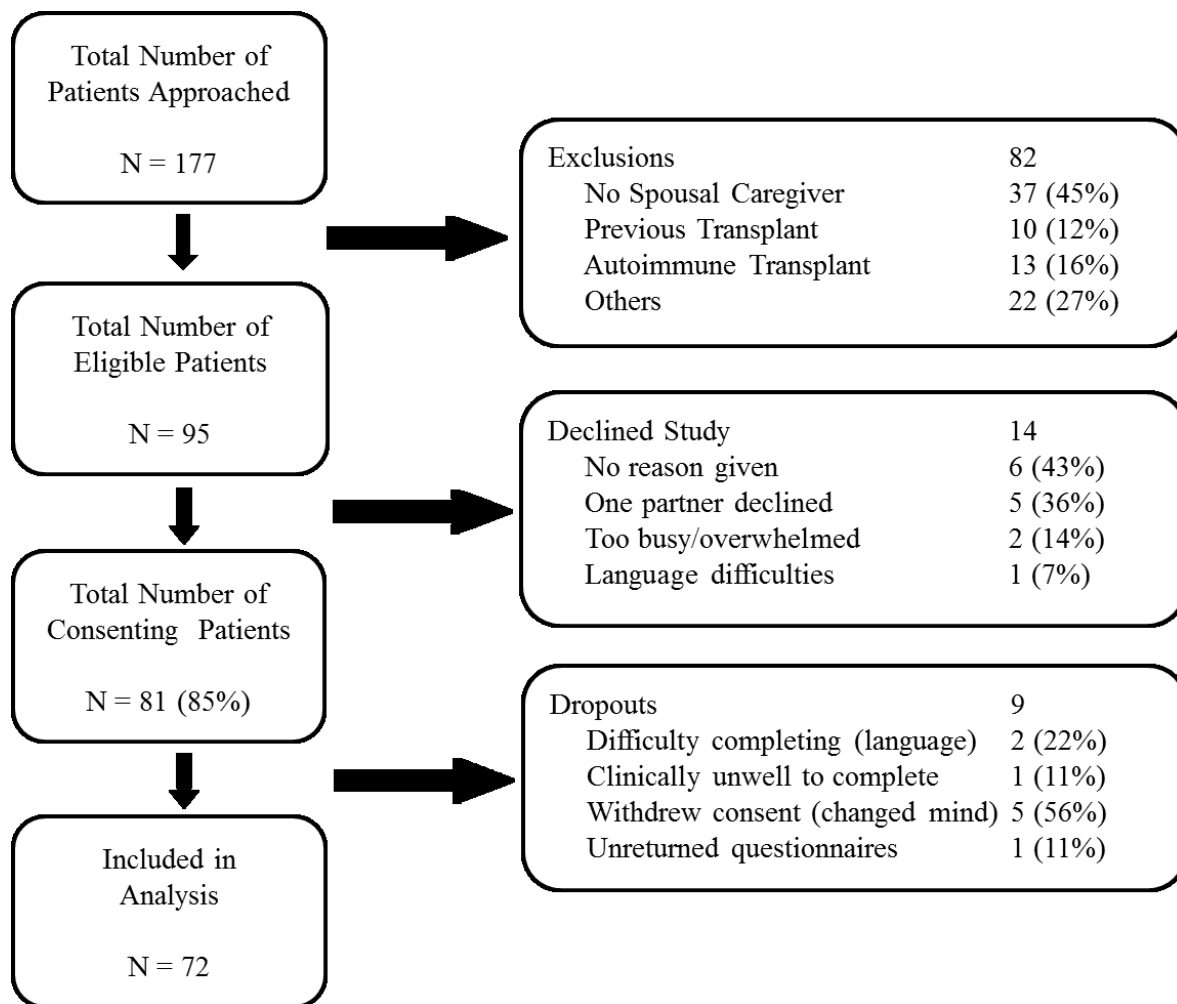 Total Number of
Patients Approached
N = 177
Exclusions 82
No Spousal Caregiver 37 (45%)
Previous Transplant 10 (12%)
Autoimmune Transplant 13 (16%)
Others 22 (27%)
Total Number of
Eligible Patients
N = 95
Declined Study 14
No reason given 6 (43%)
One partner declined 5 (36%)
Too busy/overwhelmed 2 (14%)
Language difficulties 1 (7%)
Total Number of
Consenting Patients
N = 81 (85%)
Dropouts 9
Difficulty completing (language) 2 (22%)
Clinically unwell to complete 1 (11%)
Withdrew consent (changed mind) 5 (56%)
Unreturned questionnaires 1 (11%)
Included in
Analysis
N = 72